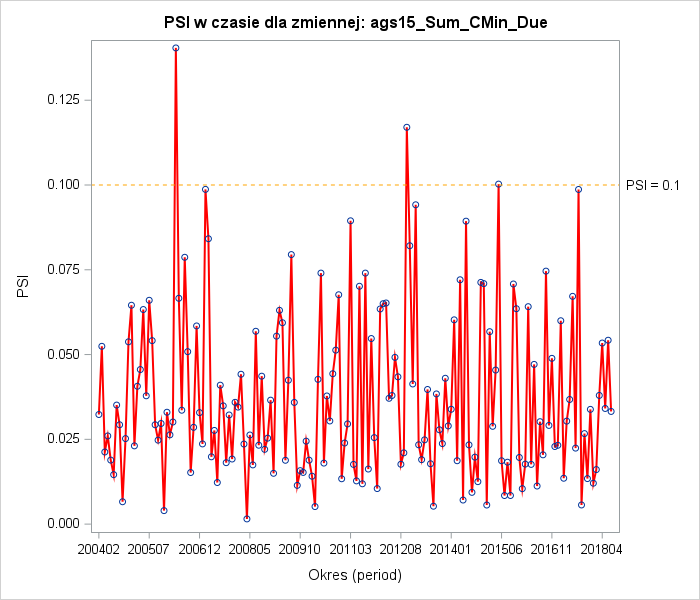 PSI w czasie dla zmiennej: ags15_Sum_CMin_Due
PSI
0.125
0.100
0.075
0.050
0.025
0.000
PSI = 0.1
200402 200507 200612 200805 200910 201103 201208 201401 201506 201611 201804
Okres (period)